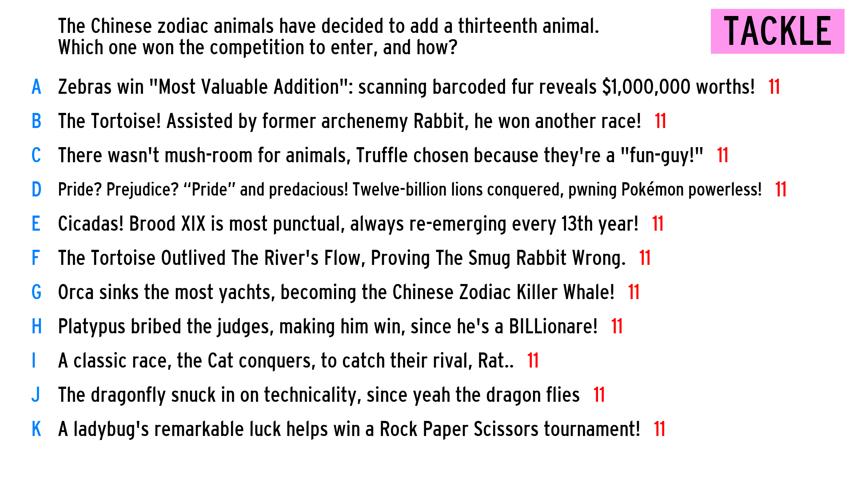 The Chinese zodiac animals have decided to add a thirteenth animal.
Which one won the competition to enter, and how?
TACKLE
A Zebras win "Most Valuable Addition": scanning barcoded fur reveals $1,000,000 worths! 11
B The Tortoise! Assisted by former archenemy Rabbit, he won another race! 11
C There wasn't mush-room for animals, Truffle chosen because they're a "fun-guy!" 11
D Pride? Prejudice? “Pride” and predacious! Twelve-billion lions conquered, pwning Pokémon powerless! 11
E Cicadas! Brood XIX is most punctual, always re-emerging every 13th year! 11
F The Tortoise Outlived The River's Flow, Proving The Smug Rabbit Wrong. 11
G Orca sinks the most yachts, becoming the Chinese Zodiac Killer Whale! 11
H Platypus bribed the judges, making him win, since he's a BILLionare! 11
I A classic race, the Cat conquers, to catch their rival, Rat.. 11
J The dragonfly snuck in on technicality, since yeah the dragon flies 11
K A ladybug's remarkable luck helps win a Rock Paper Scissors tournament! 11